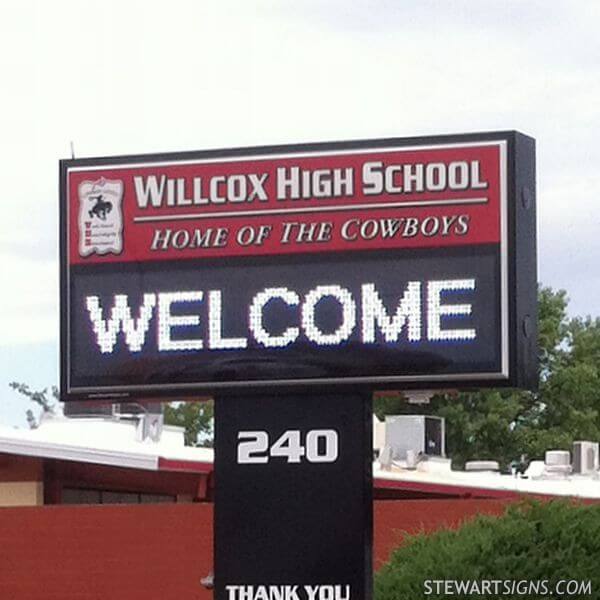 WILLCOX HIGH SCHOOL
HOME OF THE COWBOYS
WELCOME
240
THANK YOU
STEWARTSIGNS.COM